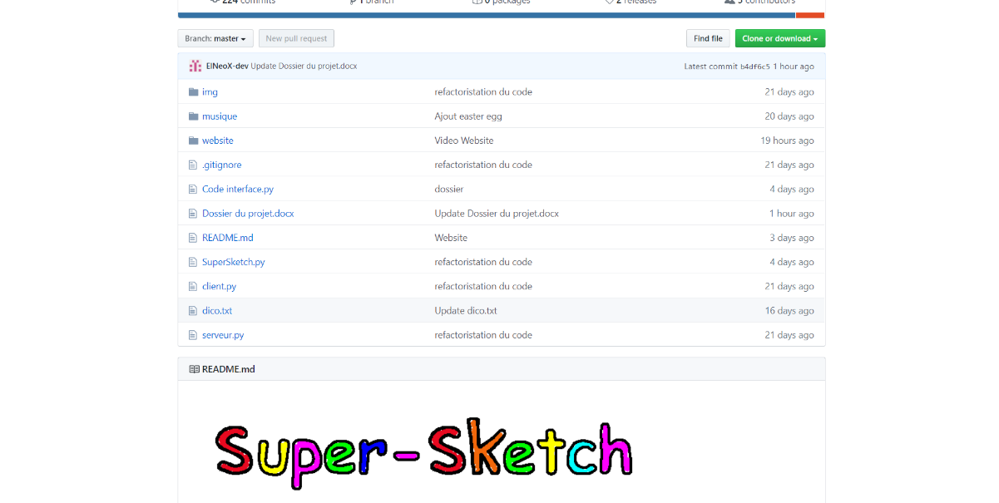 224 commits 1 branch 0 packages 2 releases 5 contributors
Branch: master New pull request Find file Clone or download
ElNeoX-dev Update Dossier du projet.docx Latest commit b4df6c5 1 hour ago
img refactoristation du code 21 days ago
musique Ajout easter egg 20 days ago
website Video Website 19 hours ago
.gitignore refactoristation du code 21 days ago
Code interface.py dossier 4 days ago
Dossier du projet.docx Update Dossier du projet.docx 1 hour ago
README.md Website 3 days ago
SuperSketch.py refactoristation du code 4 days ago
client.py refactoristation du code 21 days ago
dico.txt Update dico.txt 16 days ago
serveur.py refactoristation du code 21 days ago
README.md
Super-Sketch